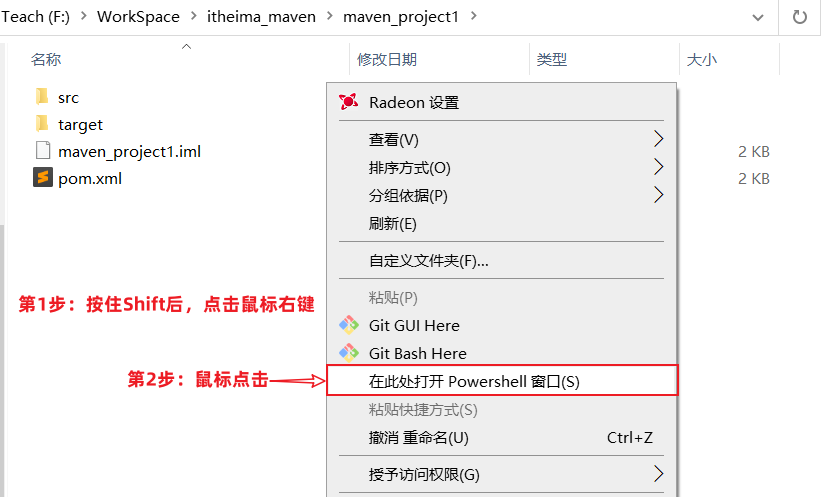 Teach (F:) > WorkSpace > itheima_maven > maven_project1 >
名称 修改日期 类型 大小
src
target
maven_project1.iml 2 KB
pom.xml 2 KB
Radeon 设置
查看(V)
排序方式(O)
分组依据(P)
刷新(E)
自定义文件夹(F)...
粘贴(P)
第1步：按住Shift后，点击鼠标右键
Git GUI Here
Git Bash Here
第2步：鼠标点击
在此处打开 Powershell 窗口(S)
粘贴快捷方式(S)
撤消 重命名(U) Ctrl+Z
授予访问权限(G)